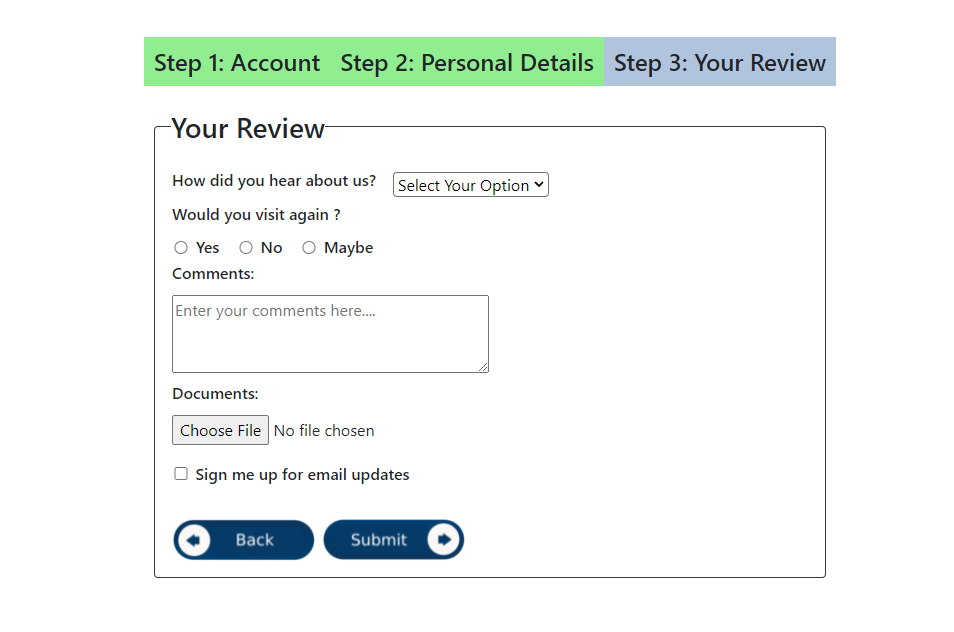 Step 1: Account Step 2: Personal Details Step 3: Your Review
Your Review
How did you hear about us? Select Your Option
Would you visit again ?
Yes No Maybe
Comments:
Enter your comments here....
Documents:
Choose File No file chosen
Sign me up for email updates
Back Submit